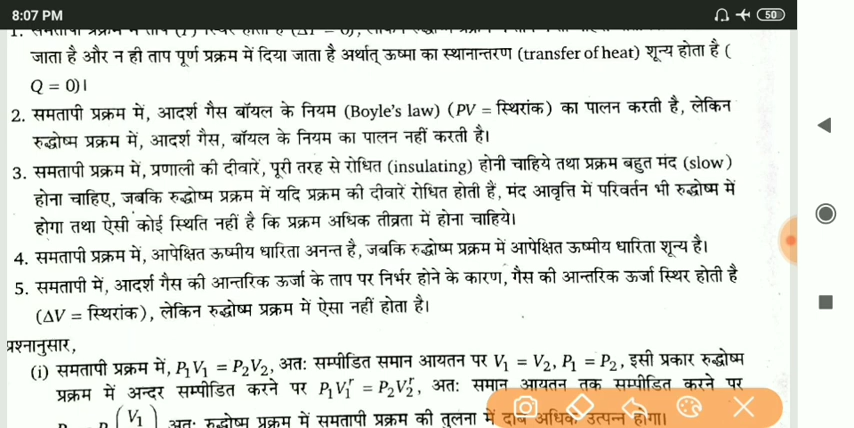 8:07 PM
50
जाता है और न ही ताप पूर्ण प्रक्रम में दिया जाता है अर्थात् ऊष्मा का स्थानान्तरण (transfer of heat) शून्य होता है (
Q = 0)।
2. समतापी प्रक्रम में, आदर्श गैस बॉयल के नियम (Boyle's law) (PV = स्थिरांक) का पालन करती है, लेकिन
रुद्धोष्म प्रक्रम में, आदर्श गैस, बॉयल के नियम का पालन नहीं करती है।
3. समतापी प्रक्रम में, प्रणाली की दीवारे, पूरी तरह से रोधित (insulating) होनी चाहिये तथा प्रक्रम बहुत मंद (slow)
होना चाहिए, जबकि रुद्धोष्म प्रक्रम में यदि प्रक्रम की दीवारें रोधित होती हैं, मंद आवृत्ति में परिवर्तन भी रुद्धोष्म में
होगा तथा ऐसी कोई स्थिति नहीं है कि प्रक्रम अधिक तीव्रता में होना चाहिये।
4. समतापी प्रक्रम में, आपेक्षित ऊष्मीय धारिता अनन्त है, जबकि रुद्धोष्म प्रक्रम में आपेक्षित ऊष्मीय धारिता शून्य है।
5. समतापी में, आदर्श गैस की आन्तरिक ऊर्जा के ताप पर निर्भर होने के कारण, गैस की आन्तरिक ऊर्जा स्थिर होती है
(ΔV = स्थिरांक), लेकिन रुद्धोष्म प्रक्रम में ऐसा नहीं होता है।
प्रश्नानुसार,
(i) समतापी प्रक्रम में, P₁V₁ = P₂V₂, अतः सम्पीडित समान आयतन पर V₁ = V₂, P₁ = P₂, इसी प्रकार रुद्धोष्म
प्रक्रम में अन्दर सम्पीडित करने पर P₁V₁ʳ = P₂V₂ʳ, अतः समान आयतन तक सम्पीडित करने पर
(V₁) अतः रुद्धोष्म प्रक्रम में समतापी प्रक्रम की तुलना में दाब अधिक उत्पन्न होगा।